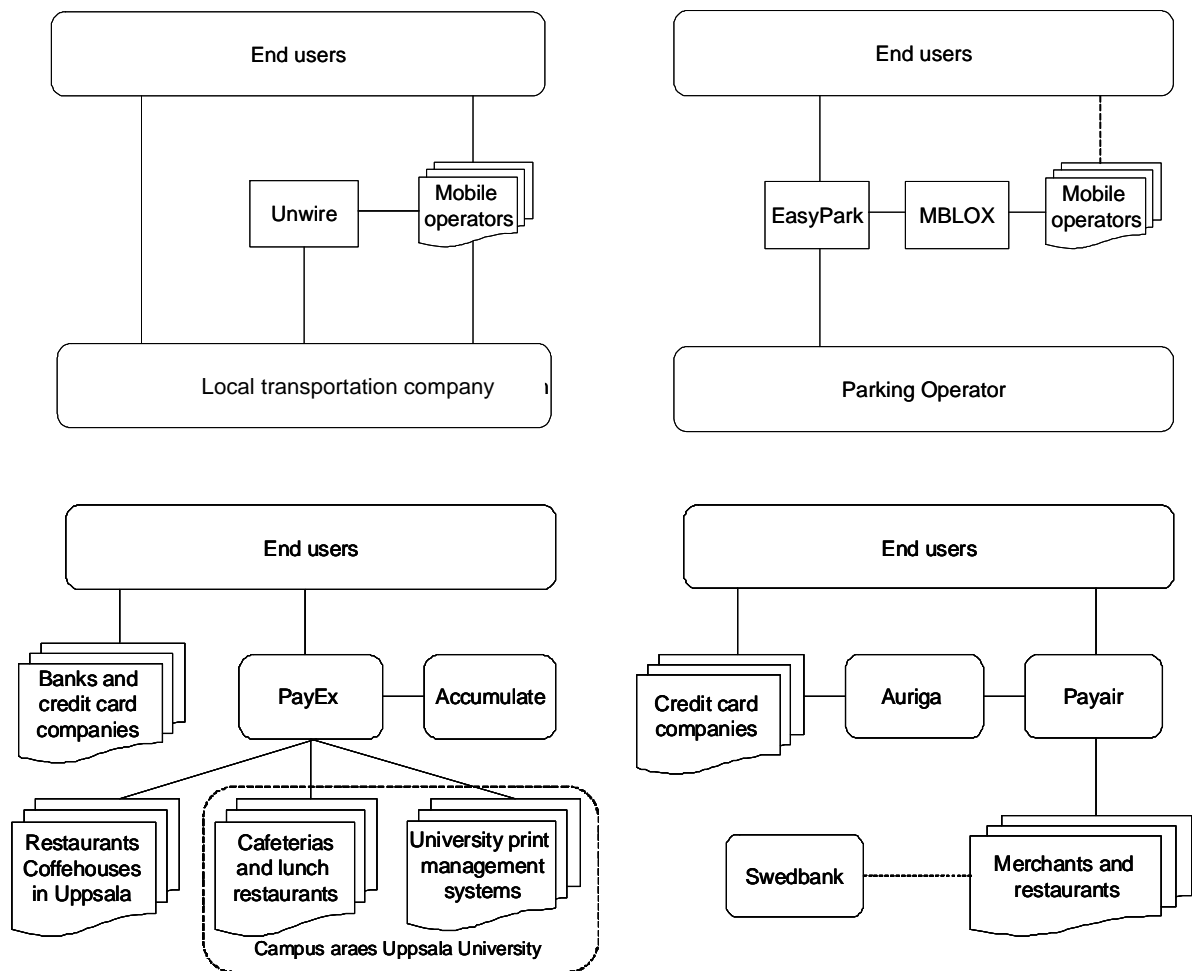 End users
Unwire
Mobile
operators
Local transportation company
End users
EasyPark
MBLOX
Mobile
operators
Parking Operator
End users
Banks and
credit card
companies
PayEx
Accumulate
Restaurants
Coffehouses
in Uppsala
Cafeterias
and lunch
restaurants
University print
management
systems
Campus araes Uppsala University
End users
Credit card
companies
Auriga
Payair
Swedbank
Merchants and
restaurants